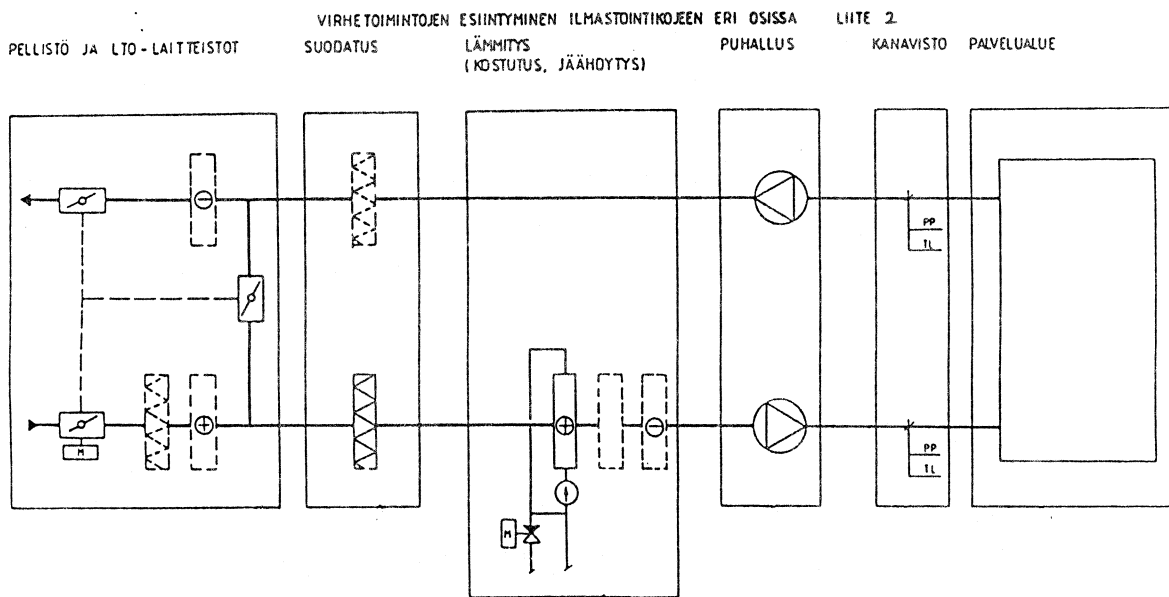 VIRHETOIMINTOJEN ESIINTYMINEN ILMASTOINTIKOJEEN ERI OSISSA LIITE 2
PELLISTÖ JA LTO-LAITTEISTOT SUODATUS LÄMMITYS PUHALLUS KANAVISTO PALVELUALUE
(KOSTUTUS, JÄÄHDYTYS)
PP
TL
M
PP
TL
M